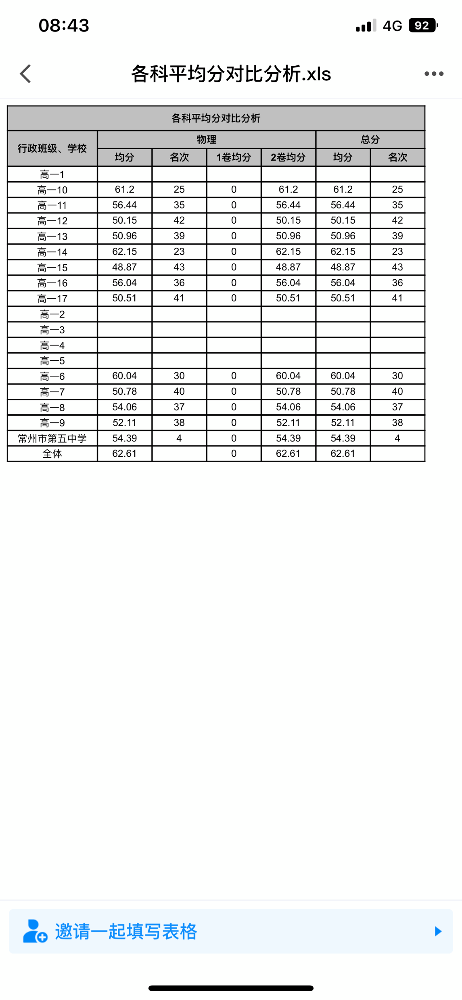 08:43
4G 92
各科平均分对比分析.xls
各科平均分对比分析
行政班级、学校 物理 总分
均分 名次 1卷均分 2卷均分 均分 名次
高一1
高一10 61.2 25 0 61.2 61.2 25
高一11 56.44 35 0 56.44 56.44 35
高一12 50.15 42 0 50.15 50.15 42
高一13 50.96 39 0 50.96 50.96 39
高一14 62.15 23 0 62.15 62.15 23
高一15 48.87 43 0 48.87 48.87 43
高一16 56.04 36 0 56.04 56.04 36
高一17 50.51 41 0 50.51 50.51 41
高一2
高一3
高一4
高一5
高一6 60.04 30 0 60.04 60.04 30
高一7 50.78 40 0 50.78 50.78 40
高一8 54.06 37 0 54.06 54.06 37
高一9 52.11 38 0 52.11 52.11 38
常州市第五中学 54.39 4 0 54.39 54.39 4
全体 62.61 0 62.61 62.61
邀请一起填写表格